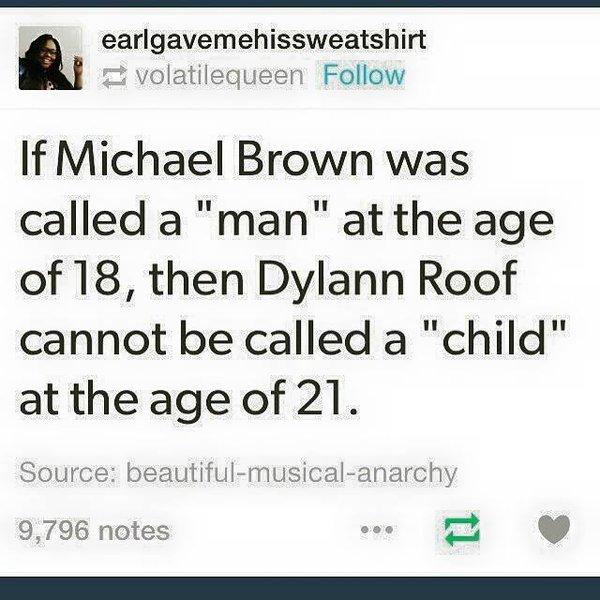 earlgavemehissweatshirt
volatilequeen Follow
If Michael Brown was
called a "man" at the age
of 18, then Dylann Roof
cannot be called a "child"
at the age of 21.
Source: beautiful-musical-anarchy
9,796 notes